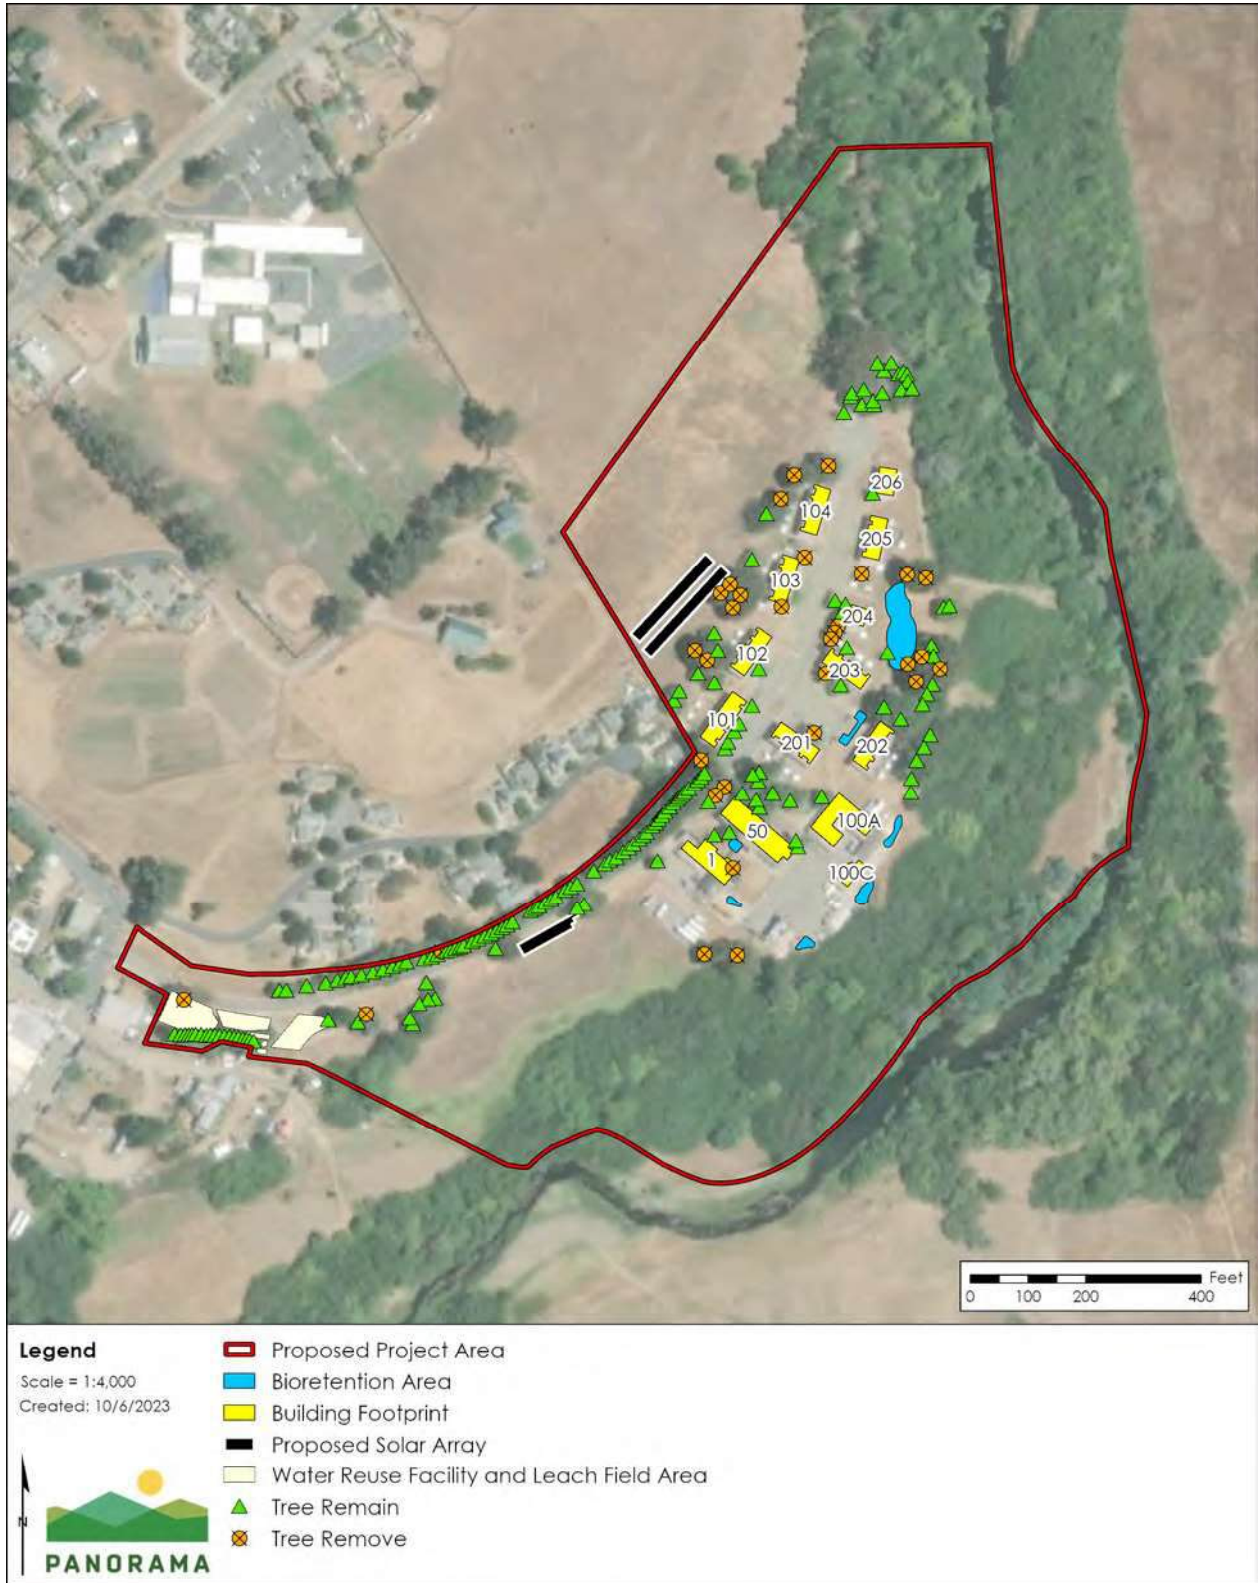 206
104
205
103
204
102
203
101
201
202
50
100A
1
100C
Feet
0 100 200 400
Legend
Scale = 1:4,000
Created: 10/6/2023
N
PANORAMA
Proposed Project Area
Bioretention Area
Building Footprint
Proposed Solar Array
Water Reuse Facility and Leach Field Area
Tree Remain
Tree Remove